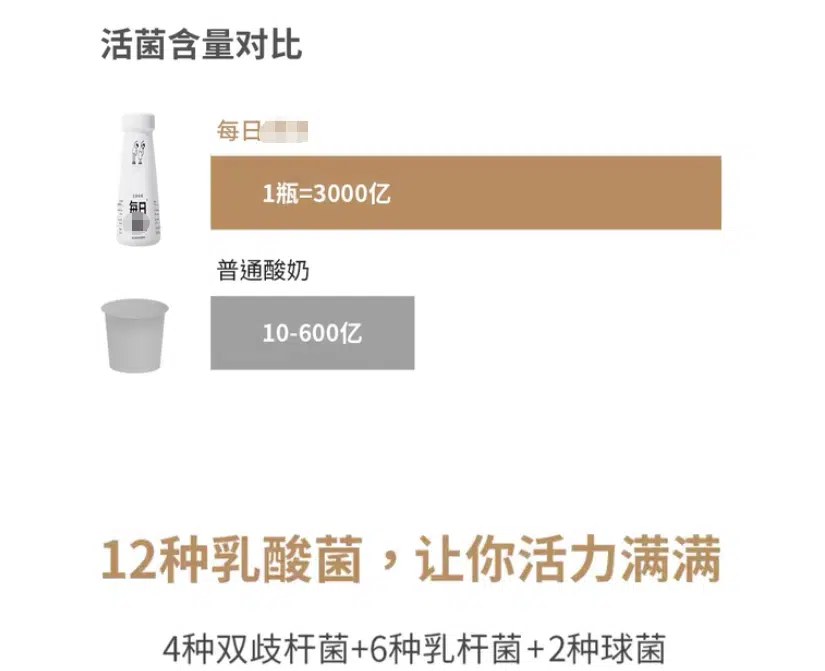 活菌含量对比
每日
每日
1瓶=3000亿
普通酸奶
10-600亿
12种乳酸菌，让你活力满满
4种双歧杆菌+6种乳杆菌+2种球菌